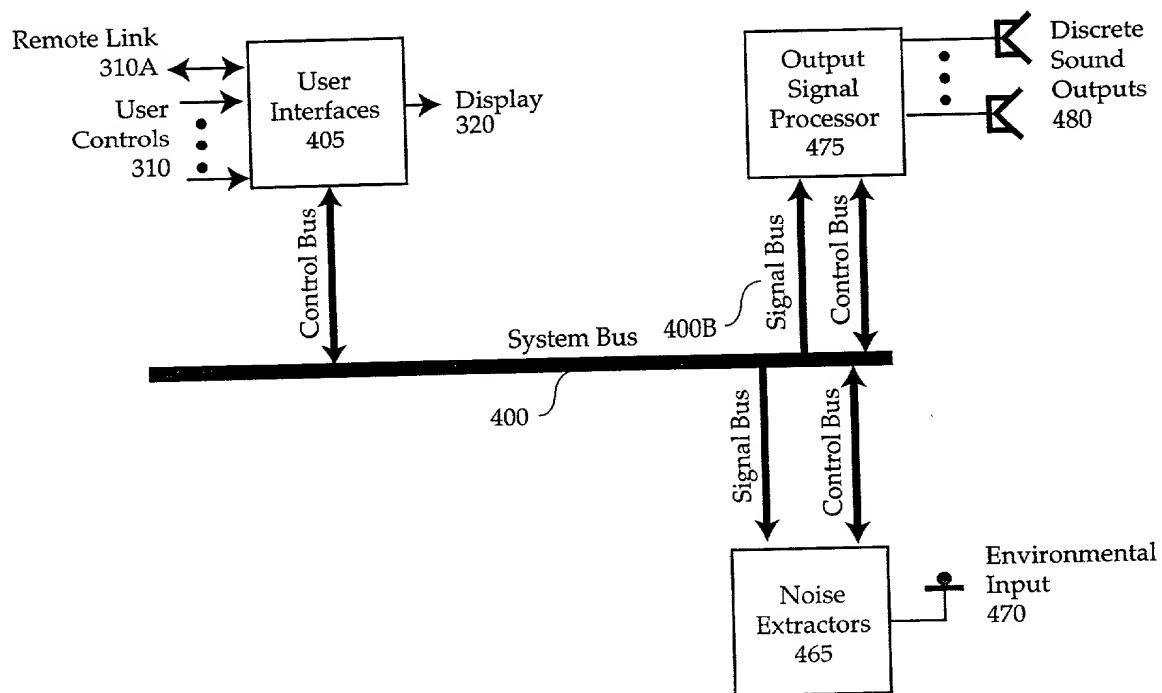 Remote Link
310A
User
Controls
310
User
Interfaces
405
Display
320
Output
Signal
Processor
475
Discrete
Sound
Outputs
480
Control Bus
Signal Bus
Control Bus
400B
System Bus
400
Signal Bus
Control Bus
Noise
Extractors
465
Environmental
Input
470